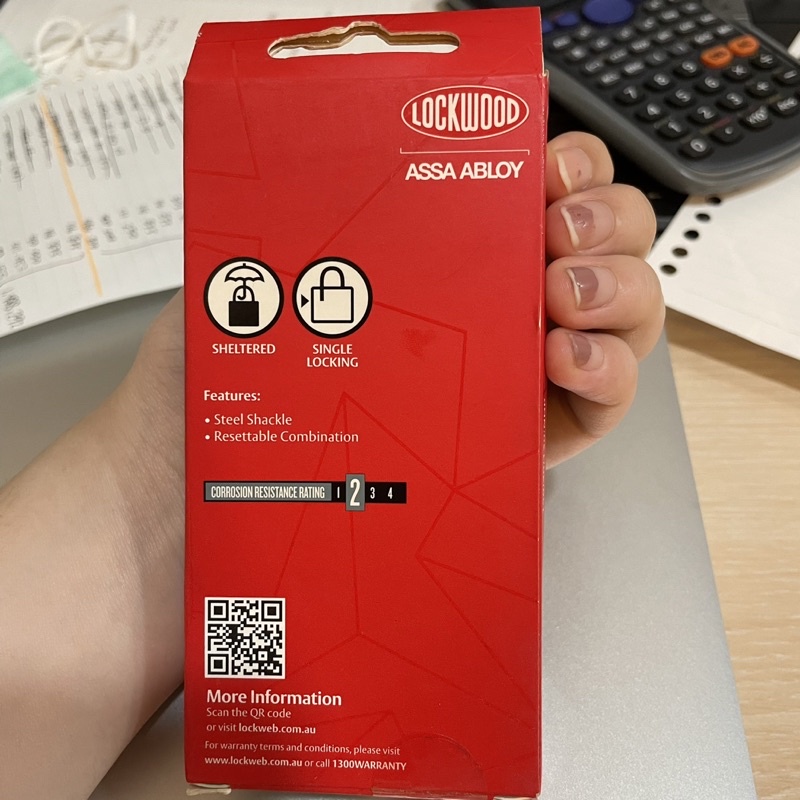 LOCKWOOD
ASSA ABLOY
SHELTERED
SINGLE
LOCKING
Features:
• Steel Shackle
• Resettable Combination
CORROSION RESISTANCE RATING 1 2 3 4
More Information
Scan the QR code
or visit lockweb.com.au
For warranty terms and conditions, please visit
www.lockweb.com.au or call 1300WARRANTY